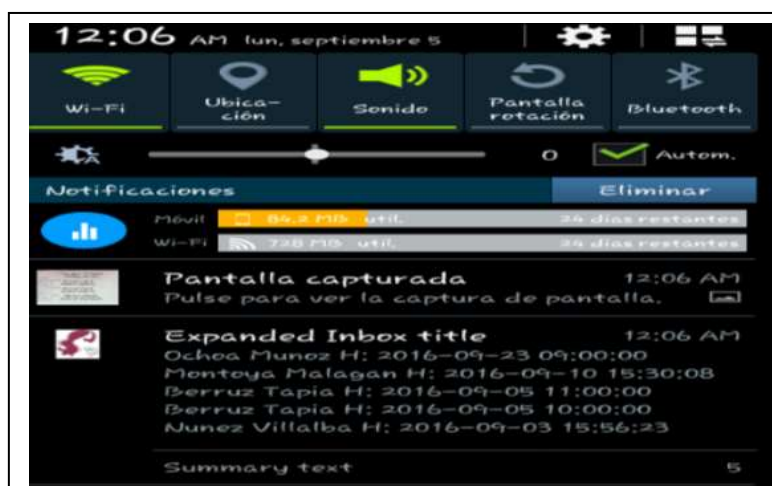 12:06 AM lun, septiembre 5
Wi-Fi
Ubica-
ción
Sonido
Pantalla
rotación
Bluetooth
0 Autom.
Notificaciones Eliminar
Móvil 84.2 MB util. 24 días restantes
Wi-Fi 728 MB util. 24 días restantes
Pantalla capturada 12:06 AM
Pulse para ver la captura de pantalla.
Expanded Inbox title 12:06 AM
Ochoa Munoz H: 2016-09-23 09:00:00
Montoya Malagan H: 2016-09-10 15:30:08
Berruz Tapia H: 2016-09-05 11:00:00
Berruz Tapia H: 2016-09-05 10:00:00
Nunez Villalba H: 2016-09-03 15:56:23
Summary text 5